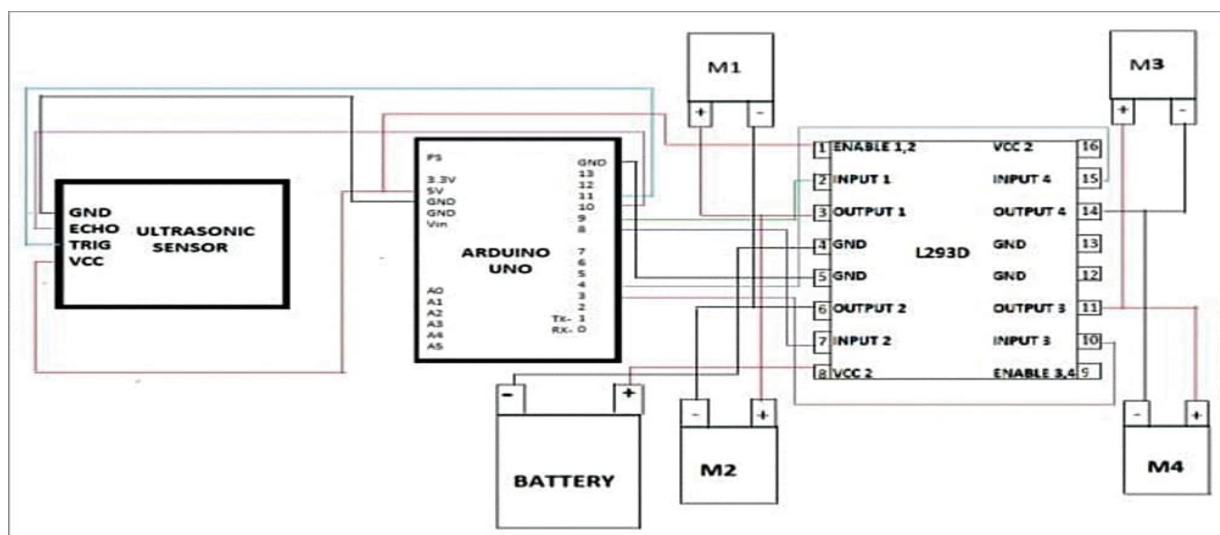 M1
+ -
M3
+ -
GND
ECHO
TRIG
VCC
ULTRASONIC
SENSOR
PS
3.3V
5V
GND
GND
Vin
A0
A1
A2
A3
A4
A5
ARDUINO
UNO
GND
13
12
11
10
9
8
7
6
5
4
3
2
TX- 1
RX- 0
1 ENABLE 1,2
2 INPUT 1
3 OUTPUT 1
4 GND
5 GND
6 OUTPUT 2
7 INPUT 2
8 VCC 2
L293D
VCC 2 16
INPUT 4 15
OUTPUT 4 14
GND 13
GND 12
OUTPUT 3 11
INPUT 3 10
ENABLE 3,4 9
- +
BATTERY
- +
M2
- +
M4